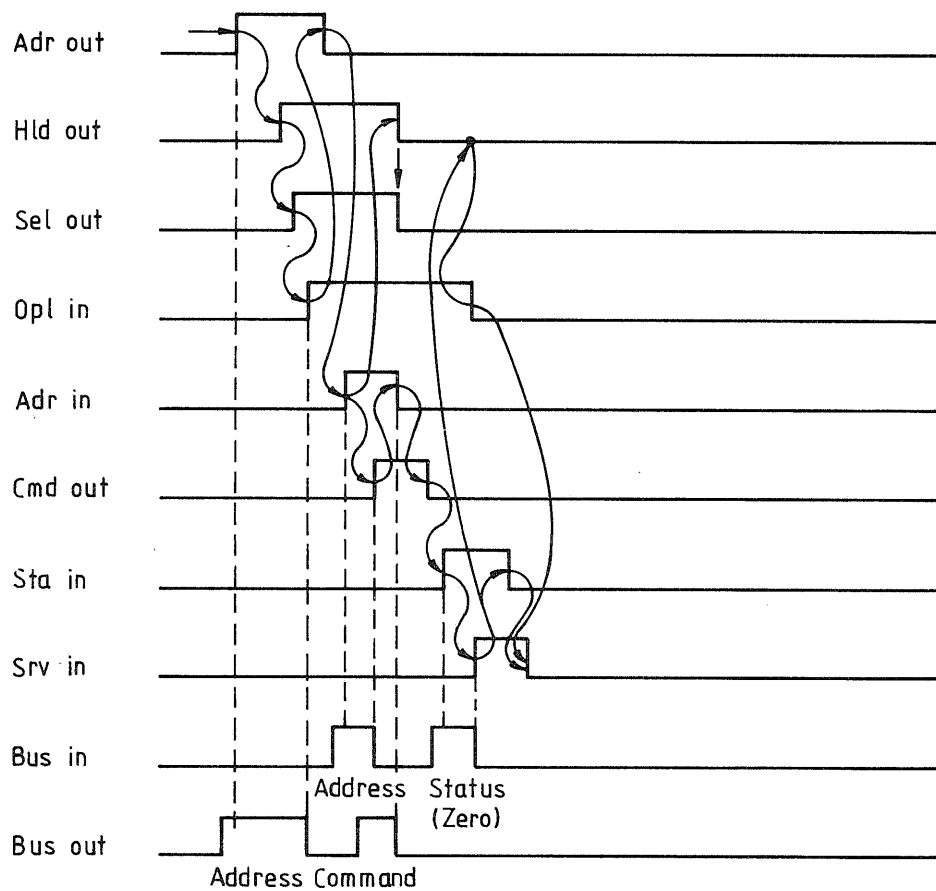 Adr out
Hld out
Sel out
Opl in
Adr in
Cmd out
Sta in
Srv in
Bus in
Address Status
(Zero)
Bus out
Address Command